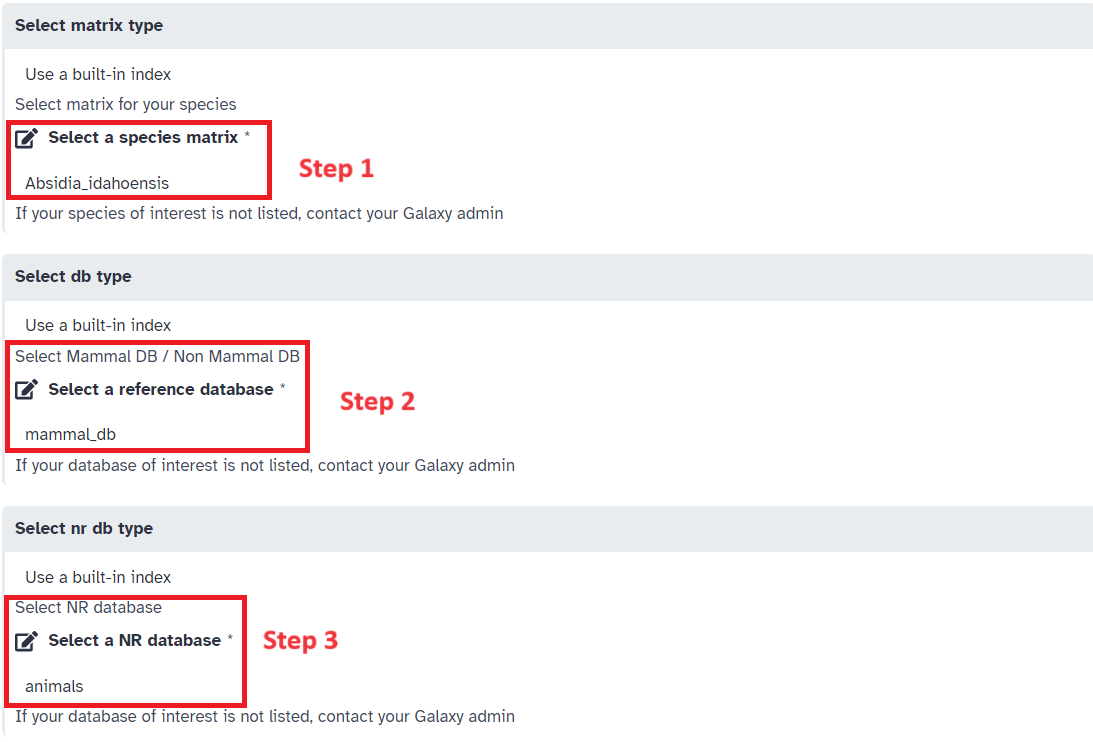 Select matrix type
Use a built-in index
Select matrix for your species
Select a species matrix *
Step 1
Absidia_idahoensis
If your species of interest is not listed, contact your Galaxy admin
Select db type
Use a built-in index
Select Mammal DB / Non Mammal DB
Select a reference database *
Step 2
mammal_db
If your database of interest is not listed, contact your Galaxy admin
Select nr db type
Use a built-in index
Select NR database
Select a NR database *
Step 3
animals
If your database of interest is not listed, contact your Galaxy admin